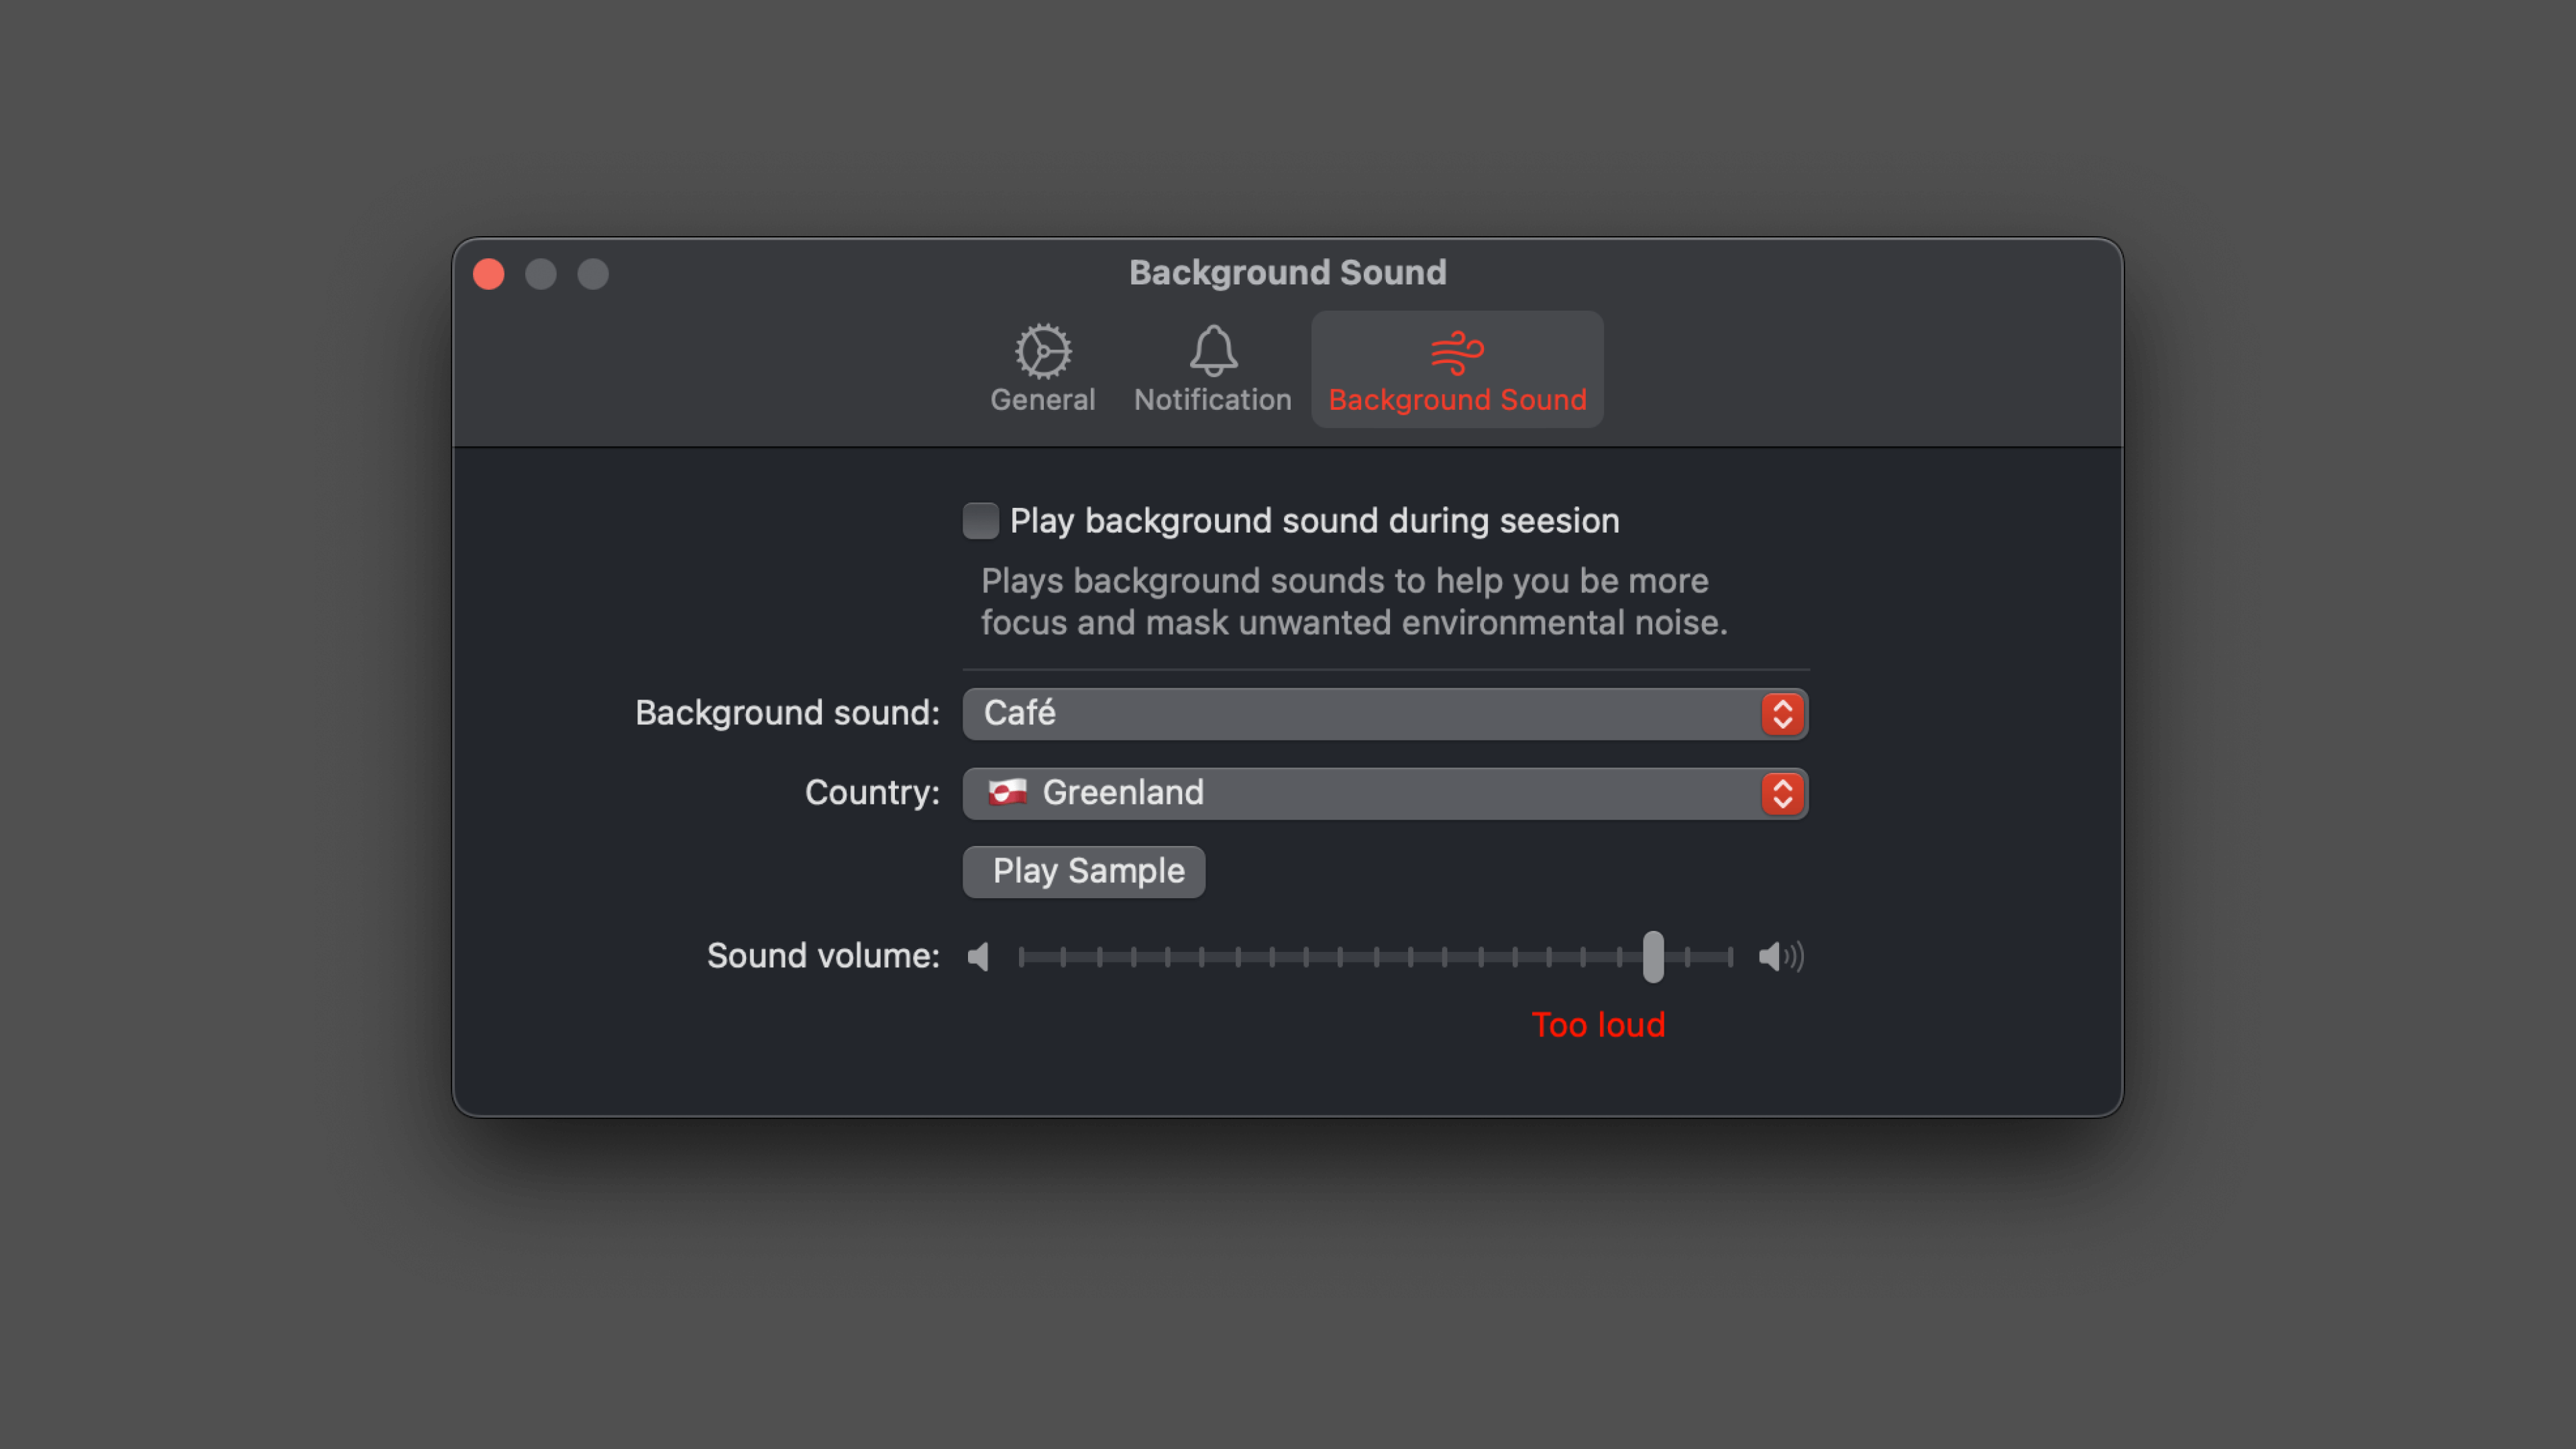 Background Sound
General
Notification
Background Sound
Play background sound during seesion
Plays background sounds to help you be more
focus and mask unwanted environmental noise.
Background sound:
Café
Country:
Greenland
Play Sample
Sound volume:
Too loud